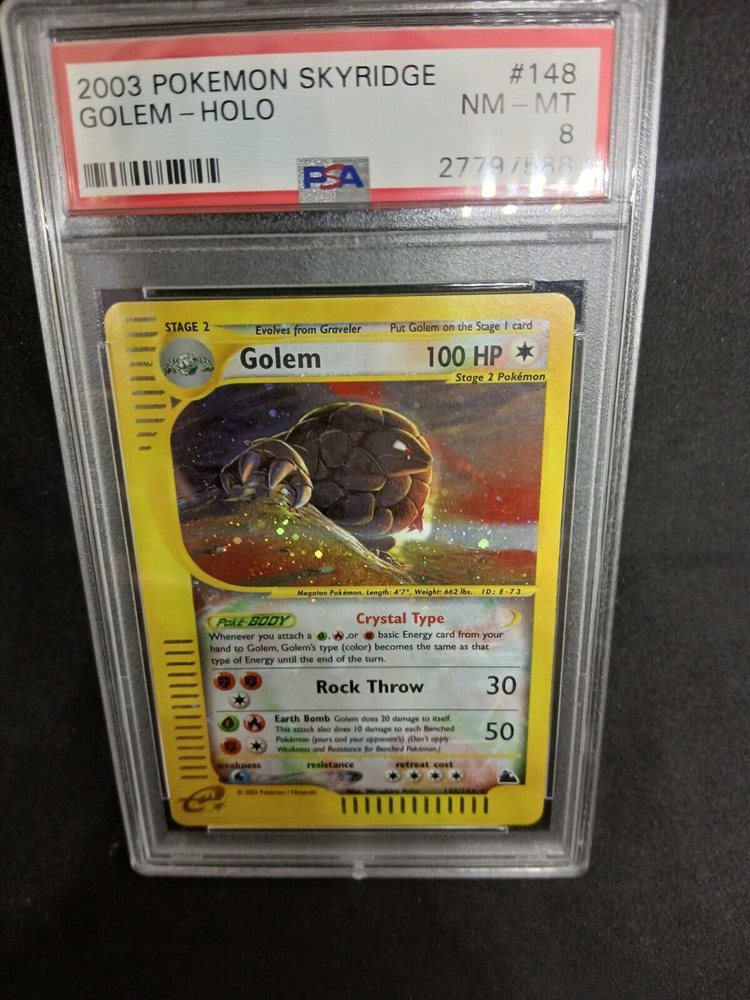 2003 POKEMON SKYRIDGE #148
GOLEM - HOLO NM - MT
8
PSA
STAGE 2 Evolves from Graveler Put Golem on the Stage 1 card
Golem 100 HP
Stage 2 Pokémon
Megaton Pokémon. Length: 4'7", Weight: 662 lbs. ID: E-73
Poké-BODY Crystal Type
Whenever you attach a , , or basic Energy card from your
hand to Golem, Golem's type (color) becomes the same as that
type of Energy until the end of the turn.
Rock Throw 30
Earth Bomb Golem does 20 damage to itself.
This attack also does 10 damage to each Benched
Pokémon (yours and your opponent's). (Don't apply
Weakness and Resistance for Benched Pokémon.)
50
weakness resistance retreat cost
© 2003 Pokémon / Nintendo
Mitsuhiro Arita